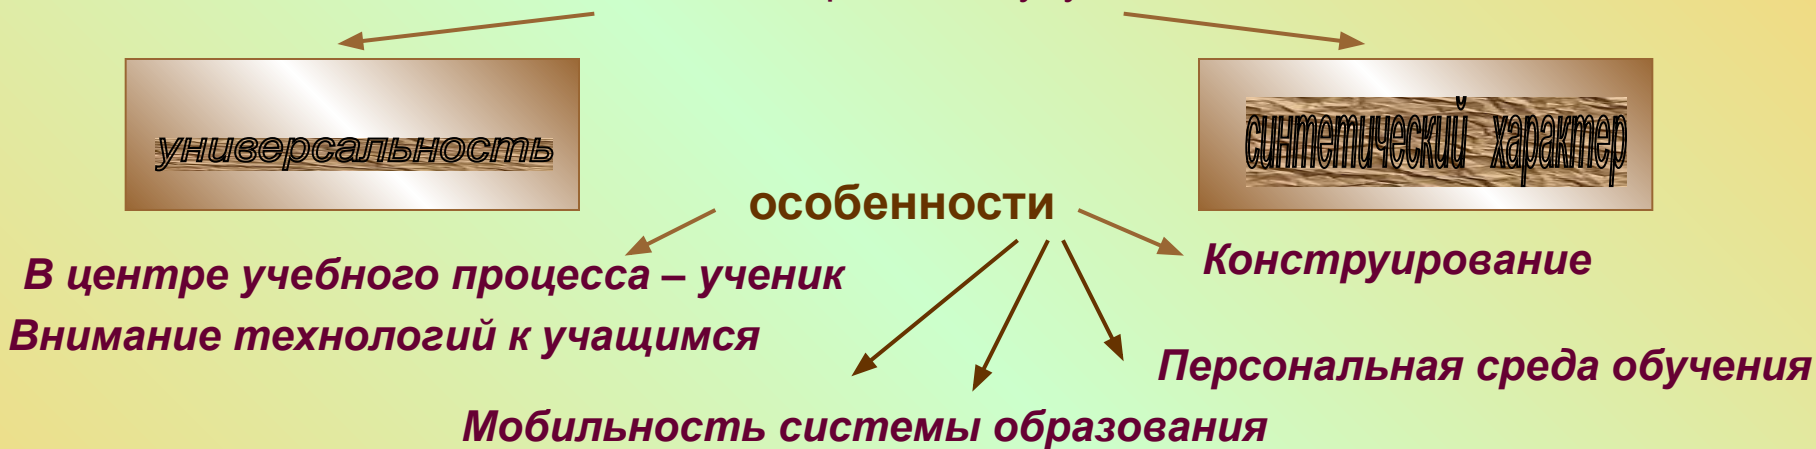 универсальность
синтетический характер
особенности
В центре учебного процесса – ученик
Внимание технологий к учащимся
Конструирование
Персональная среда обучения
Мобильность системы образования